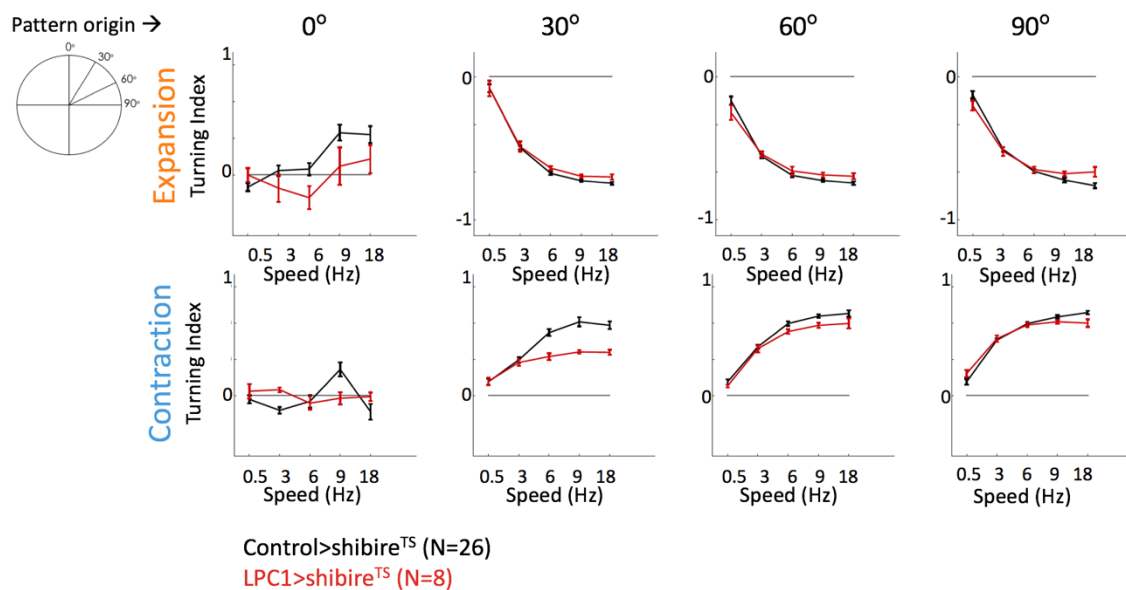 Pattern origin → 0° 30° 60° 90°
0°
30°
60°
90°
Expansion
Turning Index
1
0
0
-1
0
-1
0
-1
0.5 3 6 9 18
Speed (Hz)
0.5 3 6 9 18
Speed (Hz)
0.5 3 6 9 18
Speed (Hz)
0.5 3 6 9 18
Speed (Hz)
Contraction
Turning Index
1
0
1
0
1
0
1
0
0.5 3 6 9 18
Speed (Hz)
0.5 3 6 9 18
Speed (Hz)
0.5 3 6 9 18
Speed (Hz)
0.5 3 6 9 18
Speed (Hz)
Control>shibireTS (N=26)
LPC1>shibireTS (N=8)